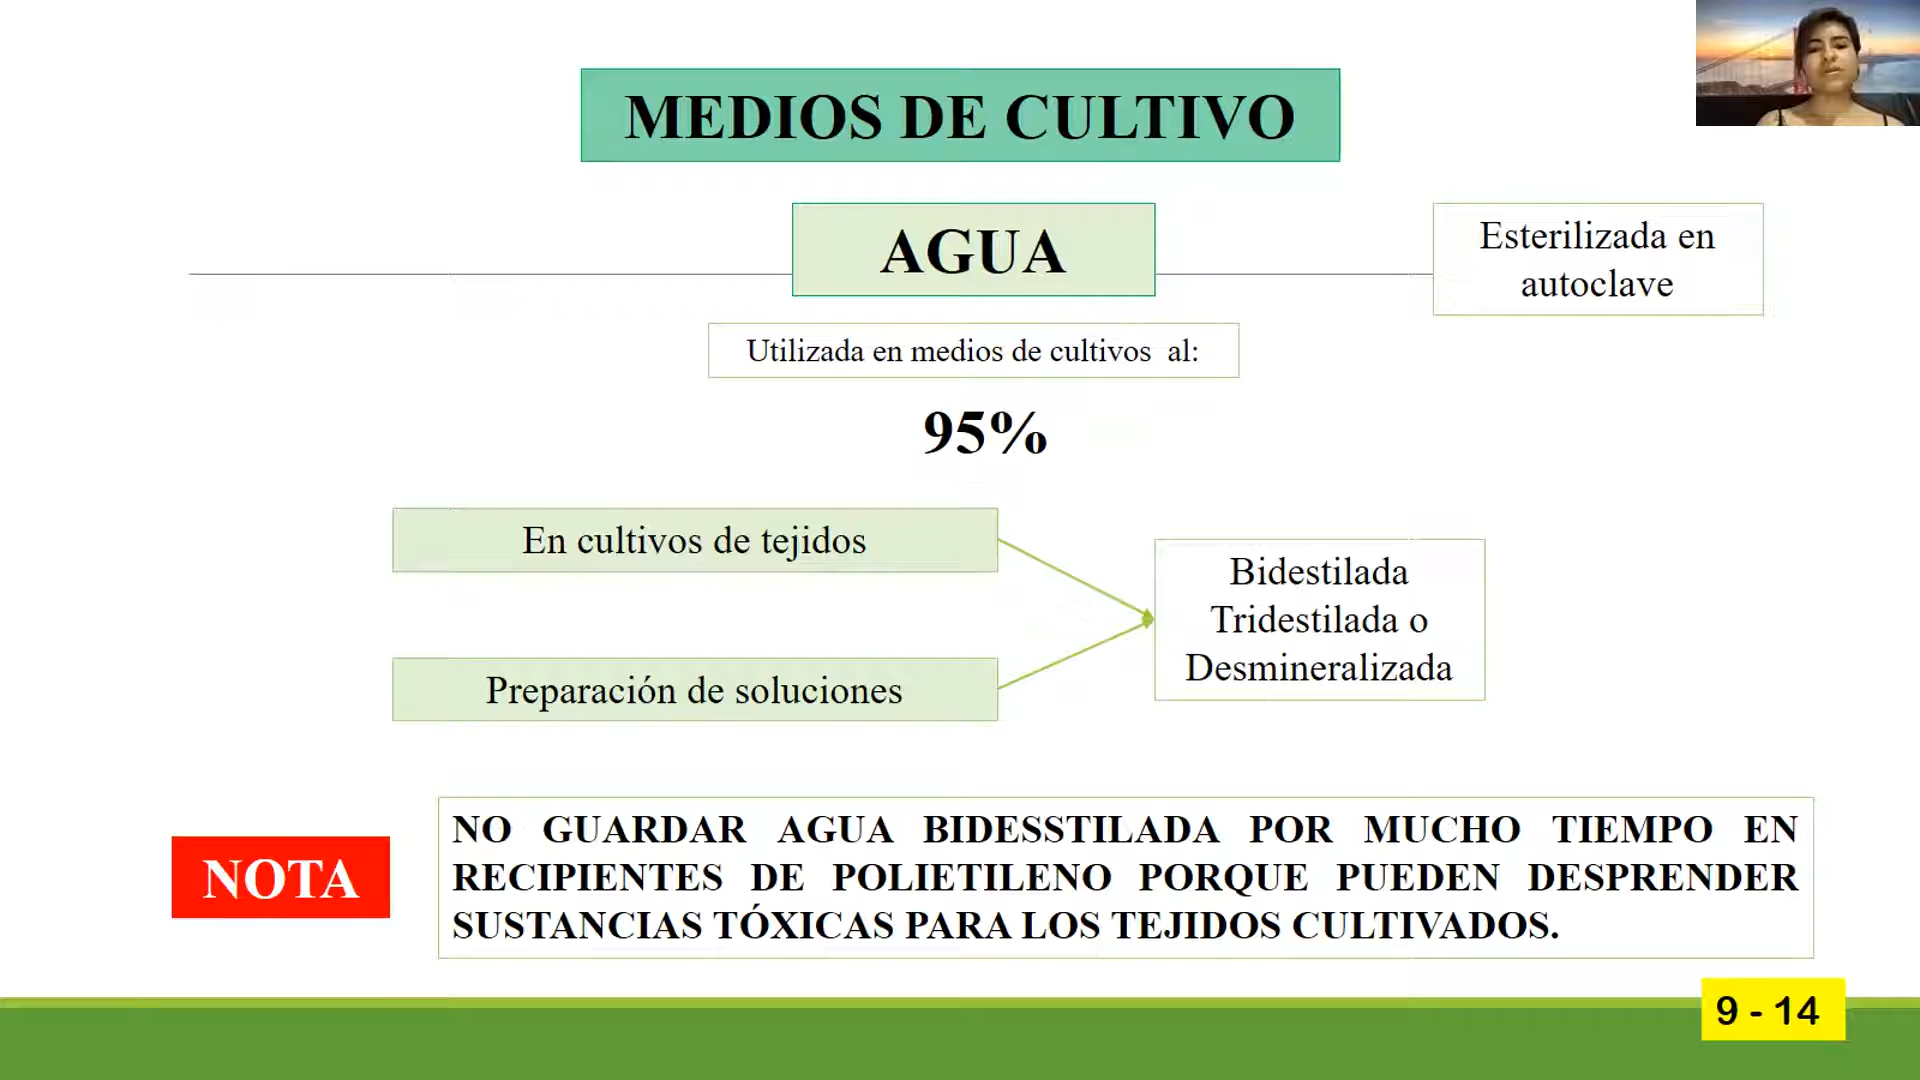 MEDIOS DE CULTIVO
AGUA
Esterilizada en
autoclave
Utilizada en medios de cultivos al:
95%
En cultivos de tejidos
Bidestilada
Tridestilada o
Desmineralizada
Preparación de soluciones
NOTA
NO GUARDAR AGUA BIDESSTILADA POR MUCHO TIEMPO EN
RECIPIENTES DE POLIETILENO PORQUE PUEDEN DESPRENDER
SUSTANCIAS TÓXICAS PARA LOS TEJIDOS CULTIVADOS.
9 - 14